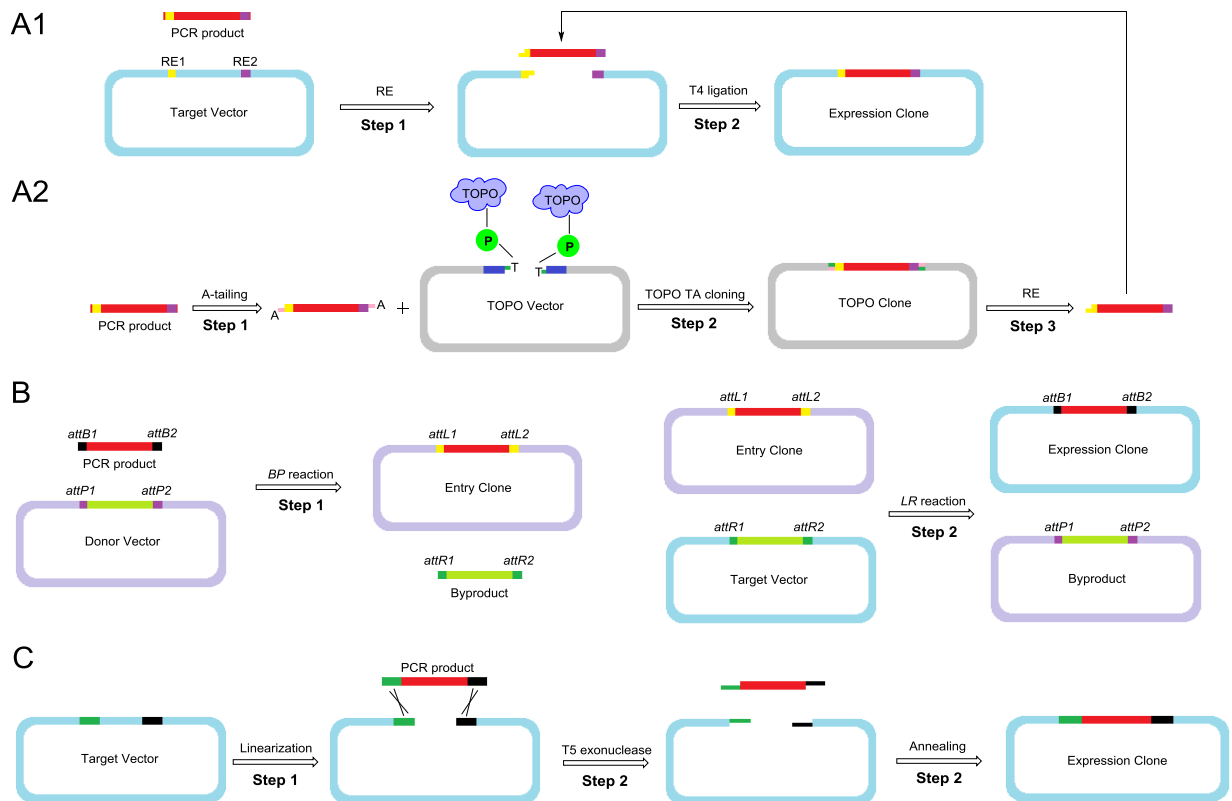 A1
PCR product
RE1 RE2
Target Vector
RE
Step 1
T4 ligation
Step 2
Expression Clone
A2
TOPO TOPO
P P
T T
PCR product
A-tailing
Step 1
A A
+
TOPO Vector
TOPO TA cloning
Step 2
TOPO Clone
RE
Step 3
B
attB1 attB2
PCR product
attP1 attP2
Donor Vector
BP reaction
Step 1
attL1 attL2
Entry Clone
attR1 attR2
Byproduct
attL1 attL2
Entry Clone
attR1 attR2
Target Vector
LR reaction
Step 2
attB1 attB2
Expression Clone
attP1 attP2
Byproduct
C
Target Vector
Linearization
Step 1
PCR product
T5 exonuclease
Step 2
Annealing
Step 2
Expression Clone